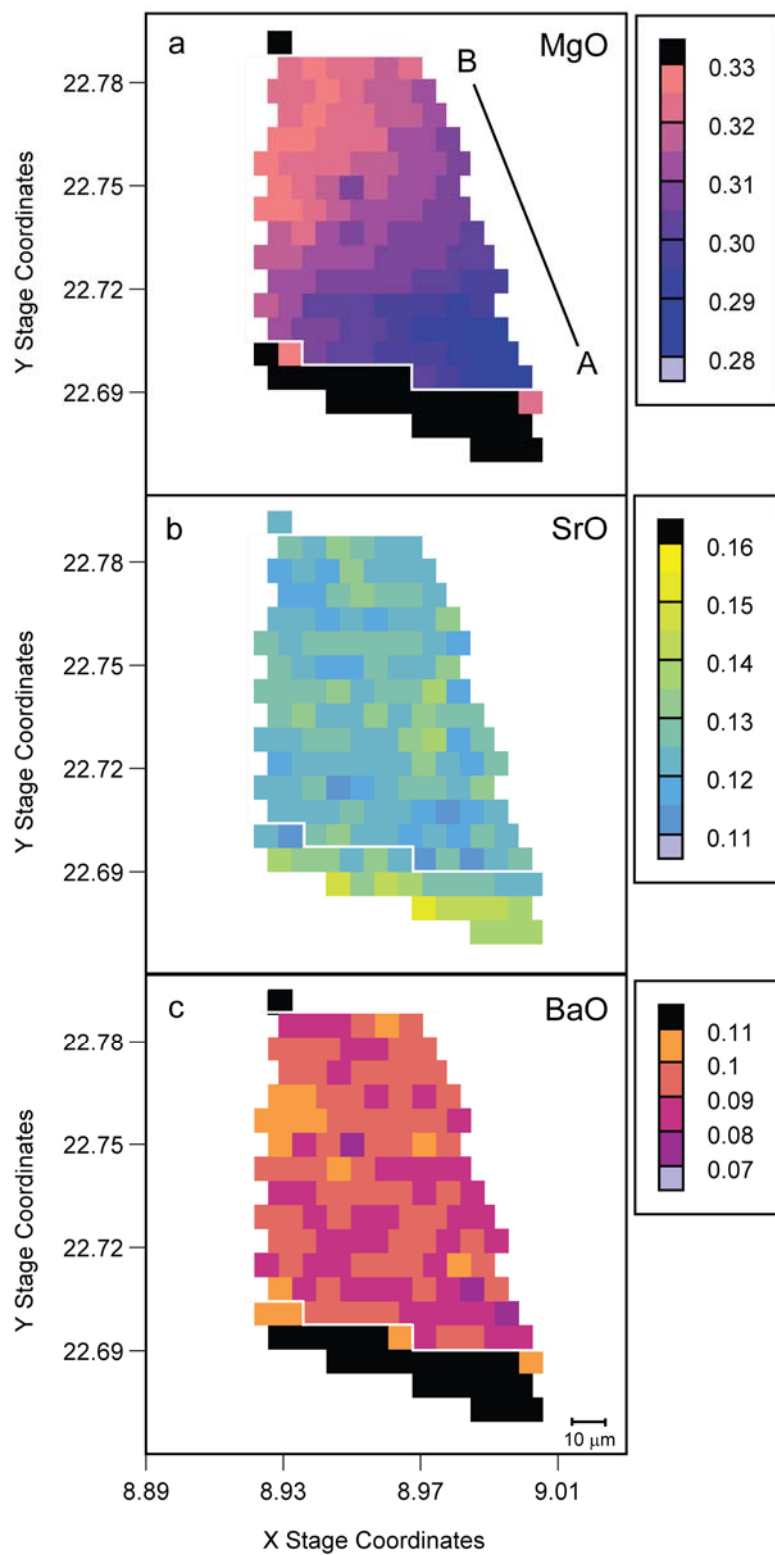 a
MgO
B
A
22.78
22.75
22.72
22.69
Y Stage Coordinates
0.33
0.32
0.31
0.30
0.29
0.28
b
SrO
22.78
22.75
22.72
22.69
Y Stage Coordinates
0.16
0.15
0.14
0.13
0.12
0.11
c
BaO
22.78
22.75
22.72
22.69
Y Stage Coordinates
0.11
0.1
0.09
0.08
0.07
10 μm
8.89 8.93 8.97 9.01
X Stage Coordinates